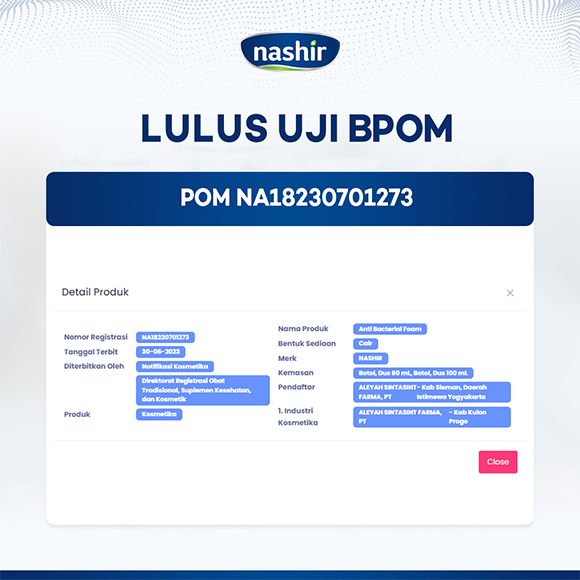 nashir
LULUS UJI BPOM
POM NA18230701273
Detail Produk
×
Nomor Registrasi NA18230701273
Tanggal Terbit 30-06-2023
Diterbitkan Oleh Notifikasi Kosmetika
Direktorat Registrasi Obat
Tradisional, Suplemen Kesehatan,
dan Kosmetik
Produk Kosmetika
Nama Produk Anti Bacterial Foam
Bentuk Sediaan Cair
Merk NASHIR
Kemasan Botol, Dus 60 mL, Botol, Dus 100 mL
Pendaftar ALEYAH SINTASINT- Kab Sleman, Daerah
FARMA, PT Istimewa Yogyakarta
1. Industri ALEYAH SINTASINT FARMA, - Kab Kulon
Kosmetika PT Progo
Close